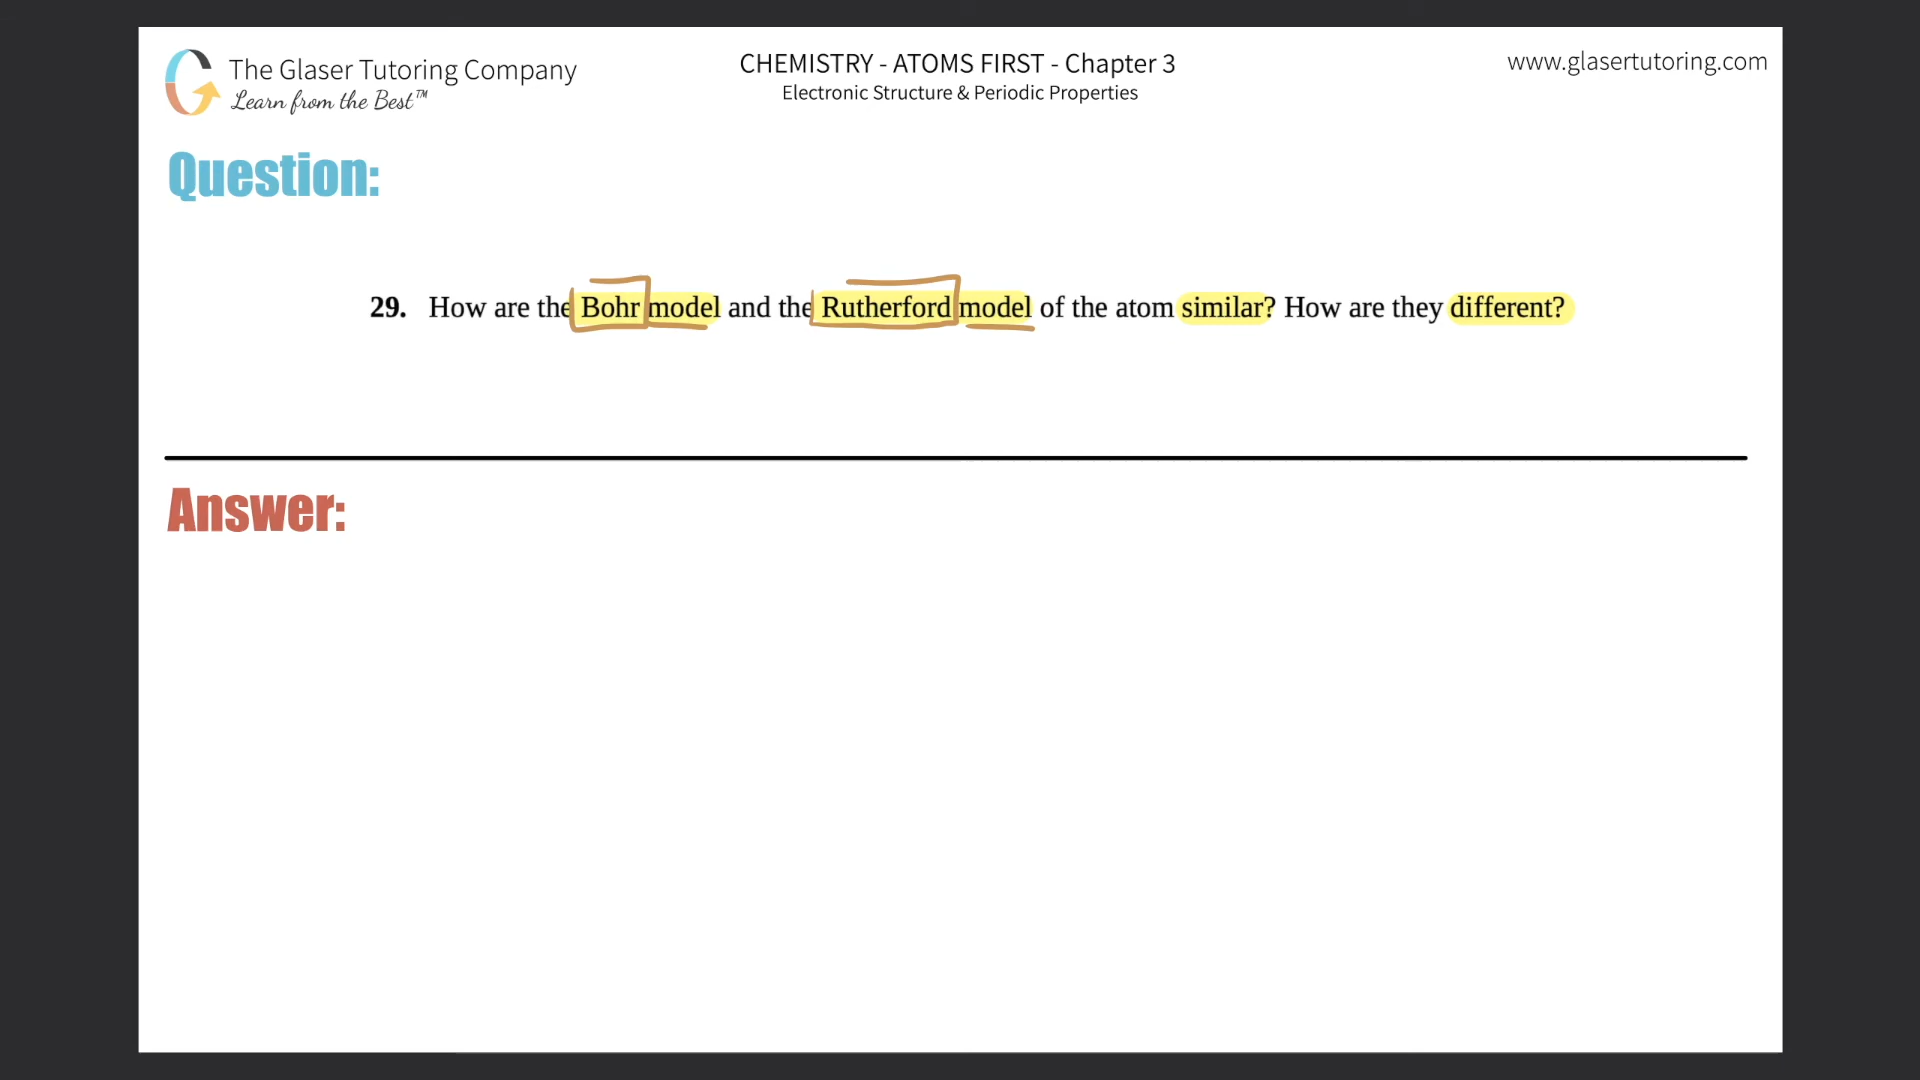 The Glaser Tutoring Company
Learn from the Best™
CHEMISTRY - ATOMS FIRST - Chapter 3
Electronic Structure & Periodic Properties
www.glasertutoring.com
Question:
29. How are the Bohr model and the Rutherford model of the atom similar? How are they different?
Answer: